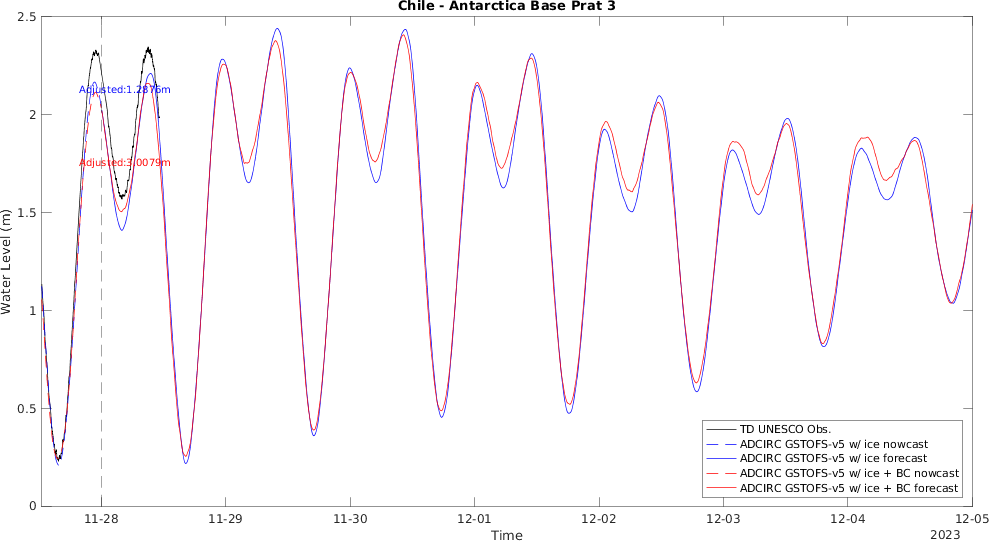 Chile - Antarctica Base Prat 3
2.5
2
1.5
1
0.5
0
Water Level (m)
Adjusted:1.2876m
Adjusted:3.0079m
TD UNESCO Obs.
ADCIRC GSTOFS-v5 w/ ice nowcast
ADCIRC GSTOFS-v5 w/ ice forecast
ADCIRC GSTOFS-v5 w/ ice + BC nowcast
ADCIRC GSTOFS-v5 w/ ice + BC forecast
11-28 11-29 11-30 12-01 12-02 12-03 12-04 12-05
Time
2023